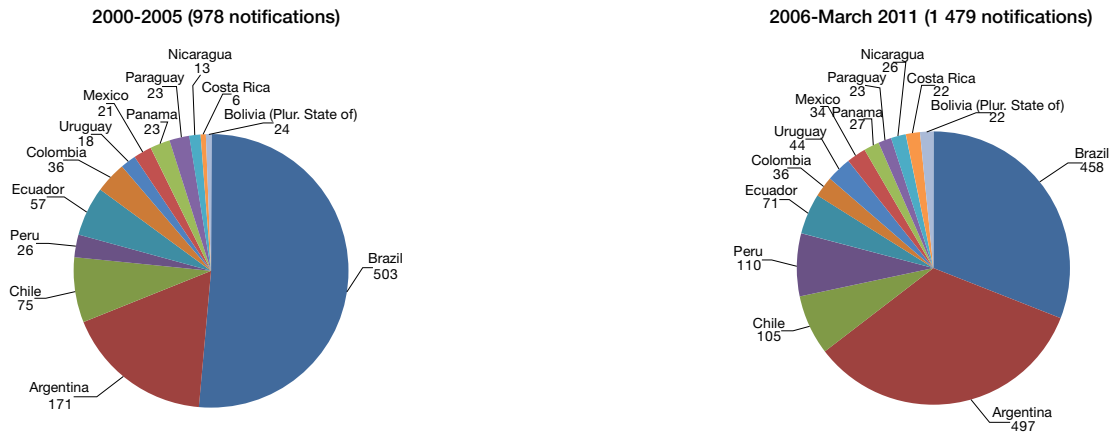 2000-2005 (978 notifications)
Nicaragua
13
Paraguay
23
Costa Rica
6
Mexico
21
Panama
23
Bolivia (Plur. State of)
24
Uruguay
18
Colombia
36
Ecuador
57
Peru
26
Brazil
503
Chile
75
Argentina
171
2006-March 2011 (1 479 notifications)
Nicaragua
26
Paraguay
23
Costa Rica
22
Mexico
34
Panama
27
Bolivia (Plur. State of)
22
Uruguay
44
Brazil
458
Colombia
36
Ecuador
71
Peru
110
Chile
105
Argentina
497